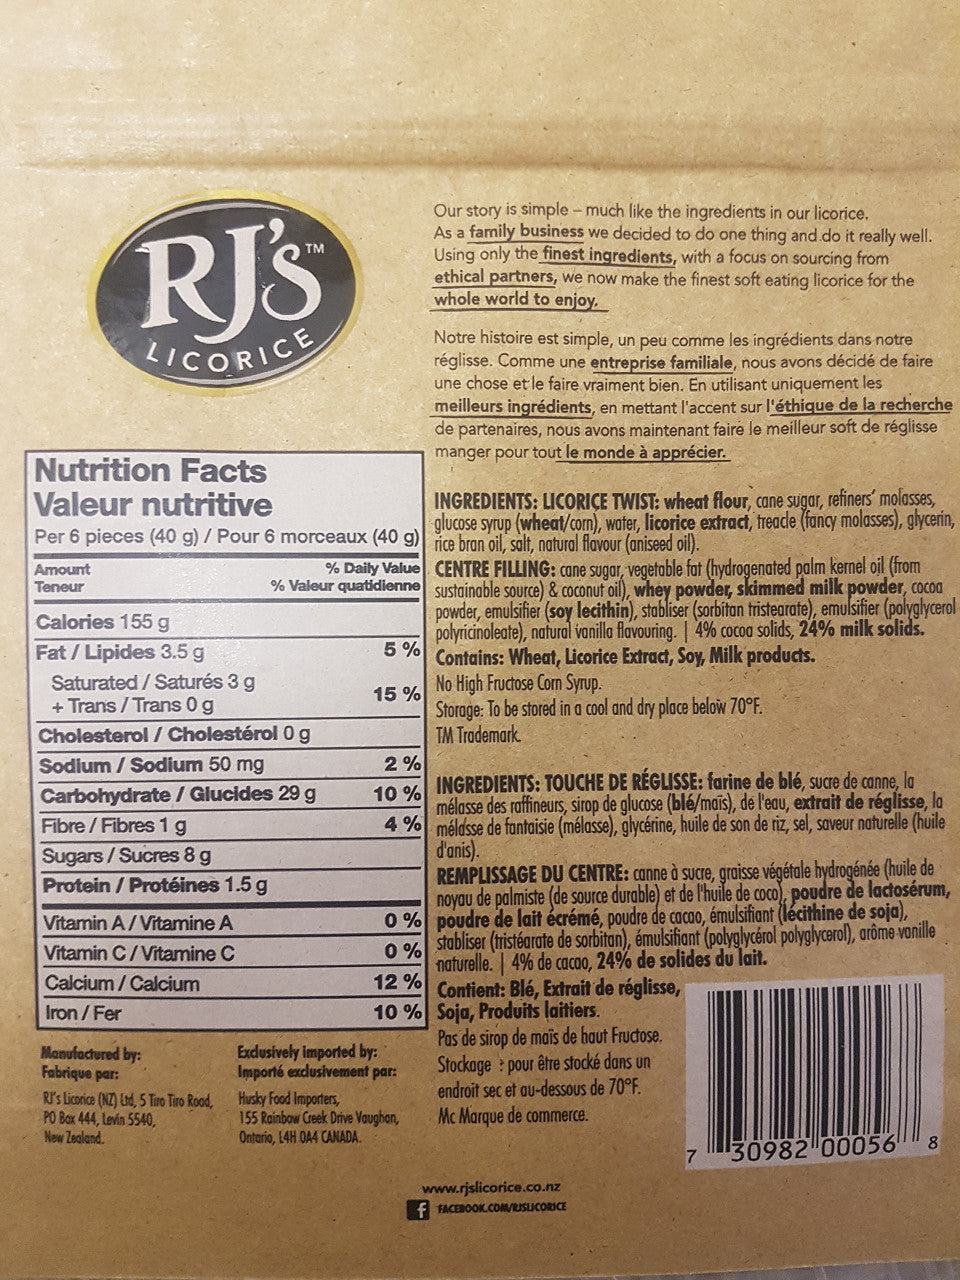 RJ's™
LICORICE
Our story is simple – much like the ingredients in our licorice.
As a family business we decided to do one thing and do it really well.
Using only the finest ingredients, with a focus on sourcing from
ethical partners, we now make the finest soft eating licorice for the
whole world to enjoy.
Notre histoire est simple, un peu comme les ingrédients dans notre
réglisse. Comme une entreprise familiale, nous avons décidé de faire
une chose et le faire vraiment bien. En utilisant uniquement les
meilleurs ingrédients, en mettant l'accent sur l'éthique de la recherche
de partenaires, nous avons maintenant faire le meilleur soft de réglisse
manger pour tout le monde à apprécier.
Nutrition Facts
Valeur nutritive
Per 6 pieces (40 g) / Pour 6 morceaux (40 g)
Amount % Daily Value
Teneur % Valeur quatidienne
Calories 155 g
Fat / Lipides 3.5 g 5 %
Saturated / Saturés 3 g
+ Trans / Trans 0 g 15 %
Cholesterol / Cholestérol 0 g
Sodium / Sodium 50 mg 2 %
Carbohydrate / Glucides 29 g 10 %
Fibre / Fibres 1 g 4 %
Sugars / Sucres 8 g
Protein / Protéines 1.5 g
Vitamin A / Vitamine A 0 %
Vitamin C / Vitamine C 0 %
Calcium / Calcium 12 %
Iron / Fer 10 %
INGREDIENTS: LICORICE TWIST: wheat flour, cane sugar, refiners' molasses,
glucose syrup (wheat/corn), water, licorice extract, treacle (fancy molasses), glycerin,
rice bran oil, salt, natural flavour (aniseed oil).
CENTRE FILLING: cane sugar, vegetable fat (hydrogenated palm kernel oil (from
sustainable source) & coconut oil), whey powder, skimmed milk powder, cocoa
powder, emulsifier (soy lecithin), stabliser (sorbitan tristearate), emulsifier (polyglycerol
polyricinoleate), natural vanilla flavouring. | 4% cocoa solids, 24% milk solids.
Contains: Wheat, Licorice Extract, Soy, Milk products.
No High Fructose Corn Syrup.
Storage: To be stored in a cool and dry place below 70°F.
TM Trademark.
INGREDIENTS: TOUCHE DE RÉGLISSE: farine de blé, sucre de canne, la
mélasse des raffineurs, sirop de glucose (blé/maïs), de l'eau, extrait de réglisse, la
mélasse de fantaisie (mélasse), glycérine, huile de son de riz, sel, saveur naturelle (huile
d'anis).
REMPLISSAGE DU CENTRE: canne à sucre, graisse végétale hydrogénée (huile de
noyau de palmiste (de source durable) et de l'huile de coco), poudre de lactosérum,
poudre de lait écrémé, poudre de cacao, émulsifiant (lécithine de soja),
stabliser (tristéarate de sorbitan), émulsifiant (polyglycérol polyglycerol), arôme vanille
naturelle. | 4% de cacao, 24% de solides du lait.
Contient: Blé, Extrait de réglisse,
Soja, Produits laitiers.
Pas de sirop de maïs de haut Fructose.
Stockage : pour être stocké dans un
endroit sec et au-dessous de 70°F.
Mc Marque de commerce.
Manufactured by:
Fabrique par:
RJ's Licorice (NZ) Ltd, 5 Tiro Tiro Road,
PO Box 444, Levin 5540,
New Zealand.
Exclusively imported by:
Importé exclusivement par:
Husky Food Importers,
155 Rainbow Creek Drive Vaughan,
Ontario, L4H 0A4 CANADA.
7 30982 00056 8
www.rjslicorice.co.nz
f FACEBOOK.COM/RJSLICORICE